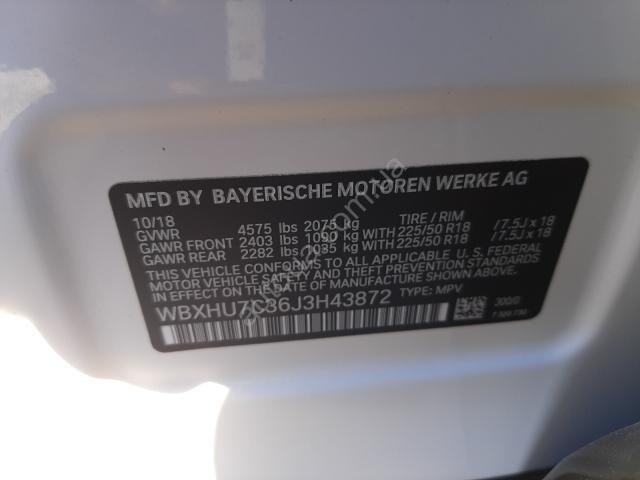 MFD BY BAYERISCHE MOTOREN WERKE AG
10/18 TIRE / RIM
GVWR 4575 lbs 2075 kg
GAWR FRONT 2403 lbs 1090 kg WITH 225/50 R18 /7.5J x 18
GAWR REAR 2282 lbs 1035 kg WITH 225/50 R18 /7.5J x 18
THIS VEHICLE CONFORMS TO ALL APPLICABLE U.S. FEDERAL
MOTOR VEHICLE SAFETY, BUMPER, AND THEFT PREVENTION
STANDARDS IN EFFECT ON THE DATE OF MANUFACTURE SHOWN ABOVE.
WBXHU7C36J3H43872 TYPE: MPV 300/0